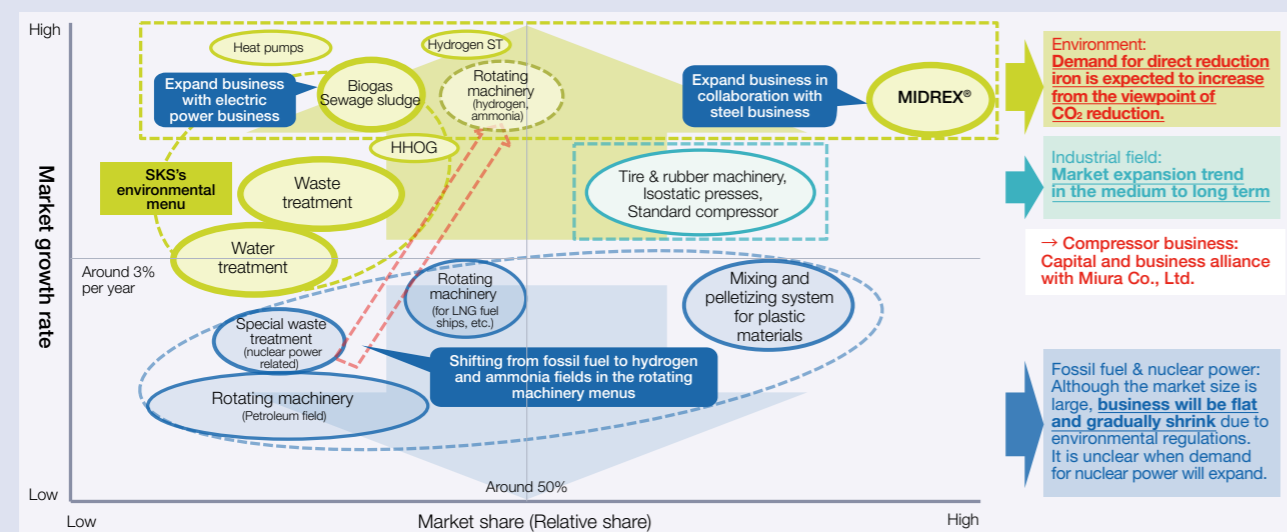 High
Market growth rate
Heat pumps
Hydrogen ST
Expand business
with electric
power business
Biogas
Sewage sludge
Rotating
machinery
(hydrogen,
ammonia)
Expand business in
collaboration with
steel business
MIDREX®
HHOG
SKS's
environmental
menu
Waste
treatment
Water
treatment
Tire & rubber machinery,
Isostatic presses,
Standard compressor
Around 3%
per year
Rotating
machinery
(for LNG fuel
ships, etc.)
Mixing and
pelletizing system
for plastic
materials
Special waste
treatment
(nuclear power
related)
Shifting from fossil fuel to hydrogen
and ammonia fields in the rotating
machinery menus
Rotating machinery
(Petroleum field)
Around 50%
Low
Low
Market share (Relative share)
High
Environment:
Demand for direct reduction
iron is expected to increase
from the viewpoint of
CO₂ reduction.
Industrial field:
Market expansion trend
in the medium to long term
→ Compressor business:
Capital and business alliance
with Miura Co., Ltd.
Fossil fuel & nuclear power:
Although the market size is
large, business will be flat
and gradually shrink due to
environmental regulations.
It is unclear when demand
for nuclear power will expand.